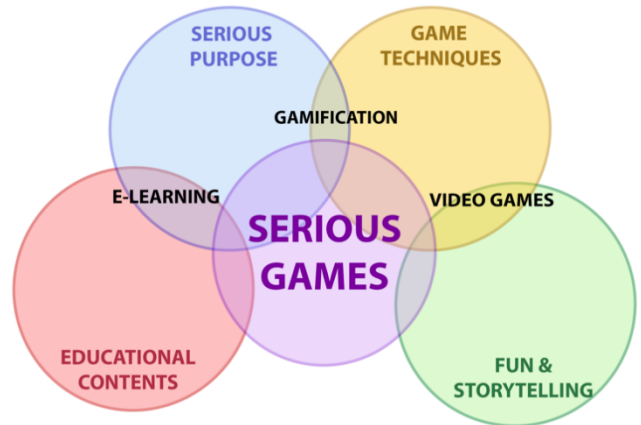 SERIOUS
PURPOSE
GAME
TECHNIQUES
GAMIFICATION
E-LEARNING
VIDEO GAMES
SERIOUS
GAMES
EDUCATIONAL
CONTENTS
FUN &
STORYTELLING